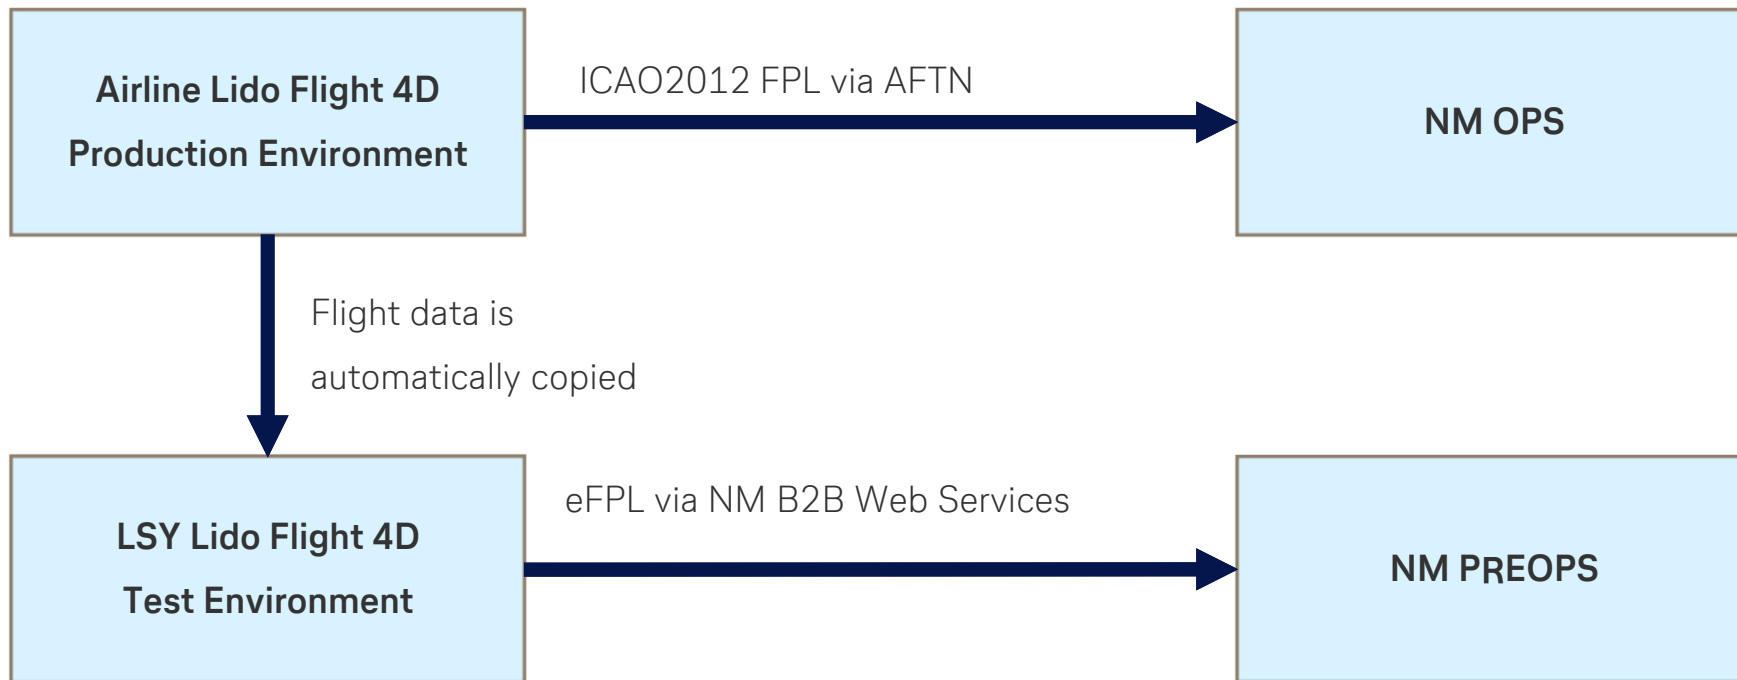 Airline Lido Flight 4D
Production Environment
ICAO2012 FPL via AFTN
NM OPS
Flight data is
automatically copied
LSY Lido Flight 4D
Test Environment
eFPL via NM B2B Web Services
NM PREOPS